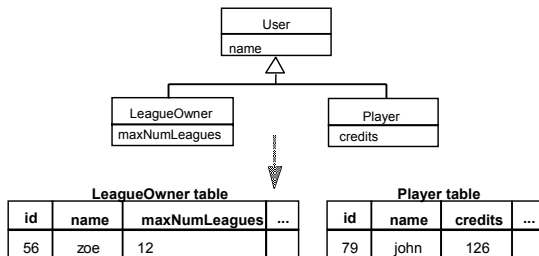 User
name
LeagueOwner
maxNumLeagues
Player
credits
LeagueOwner table
id name maxNumLeagues ...
56 zoe 12
Player table
id name credits ...
79 john 126